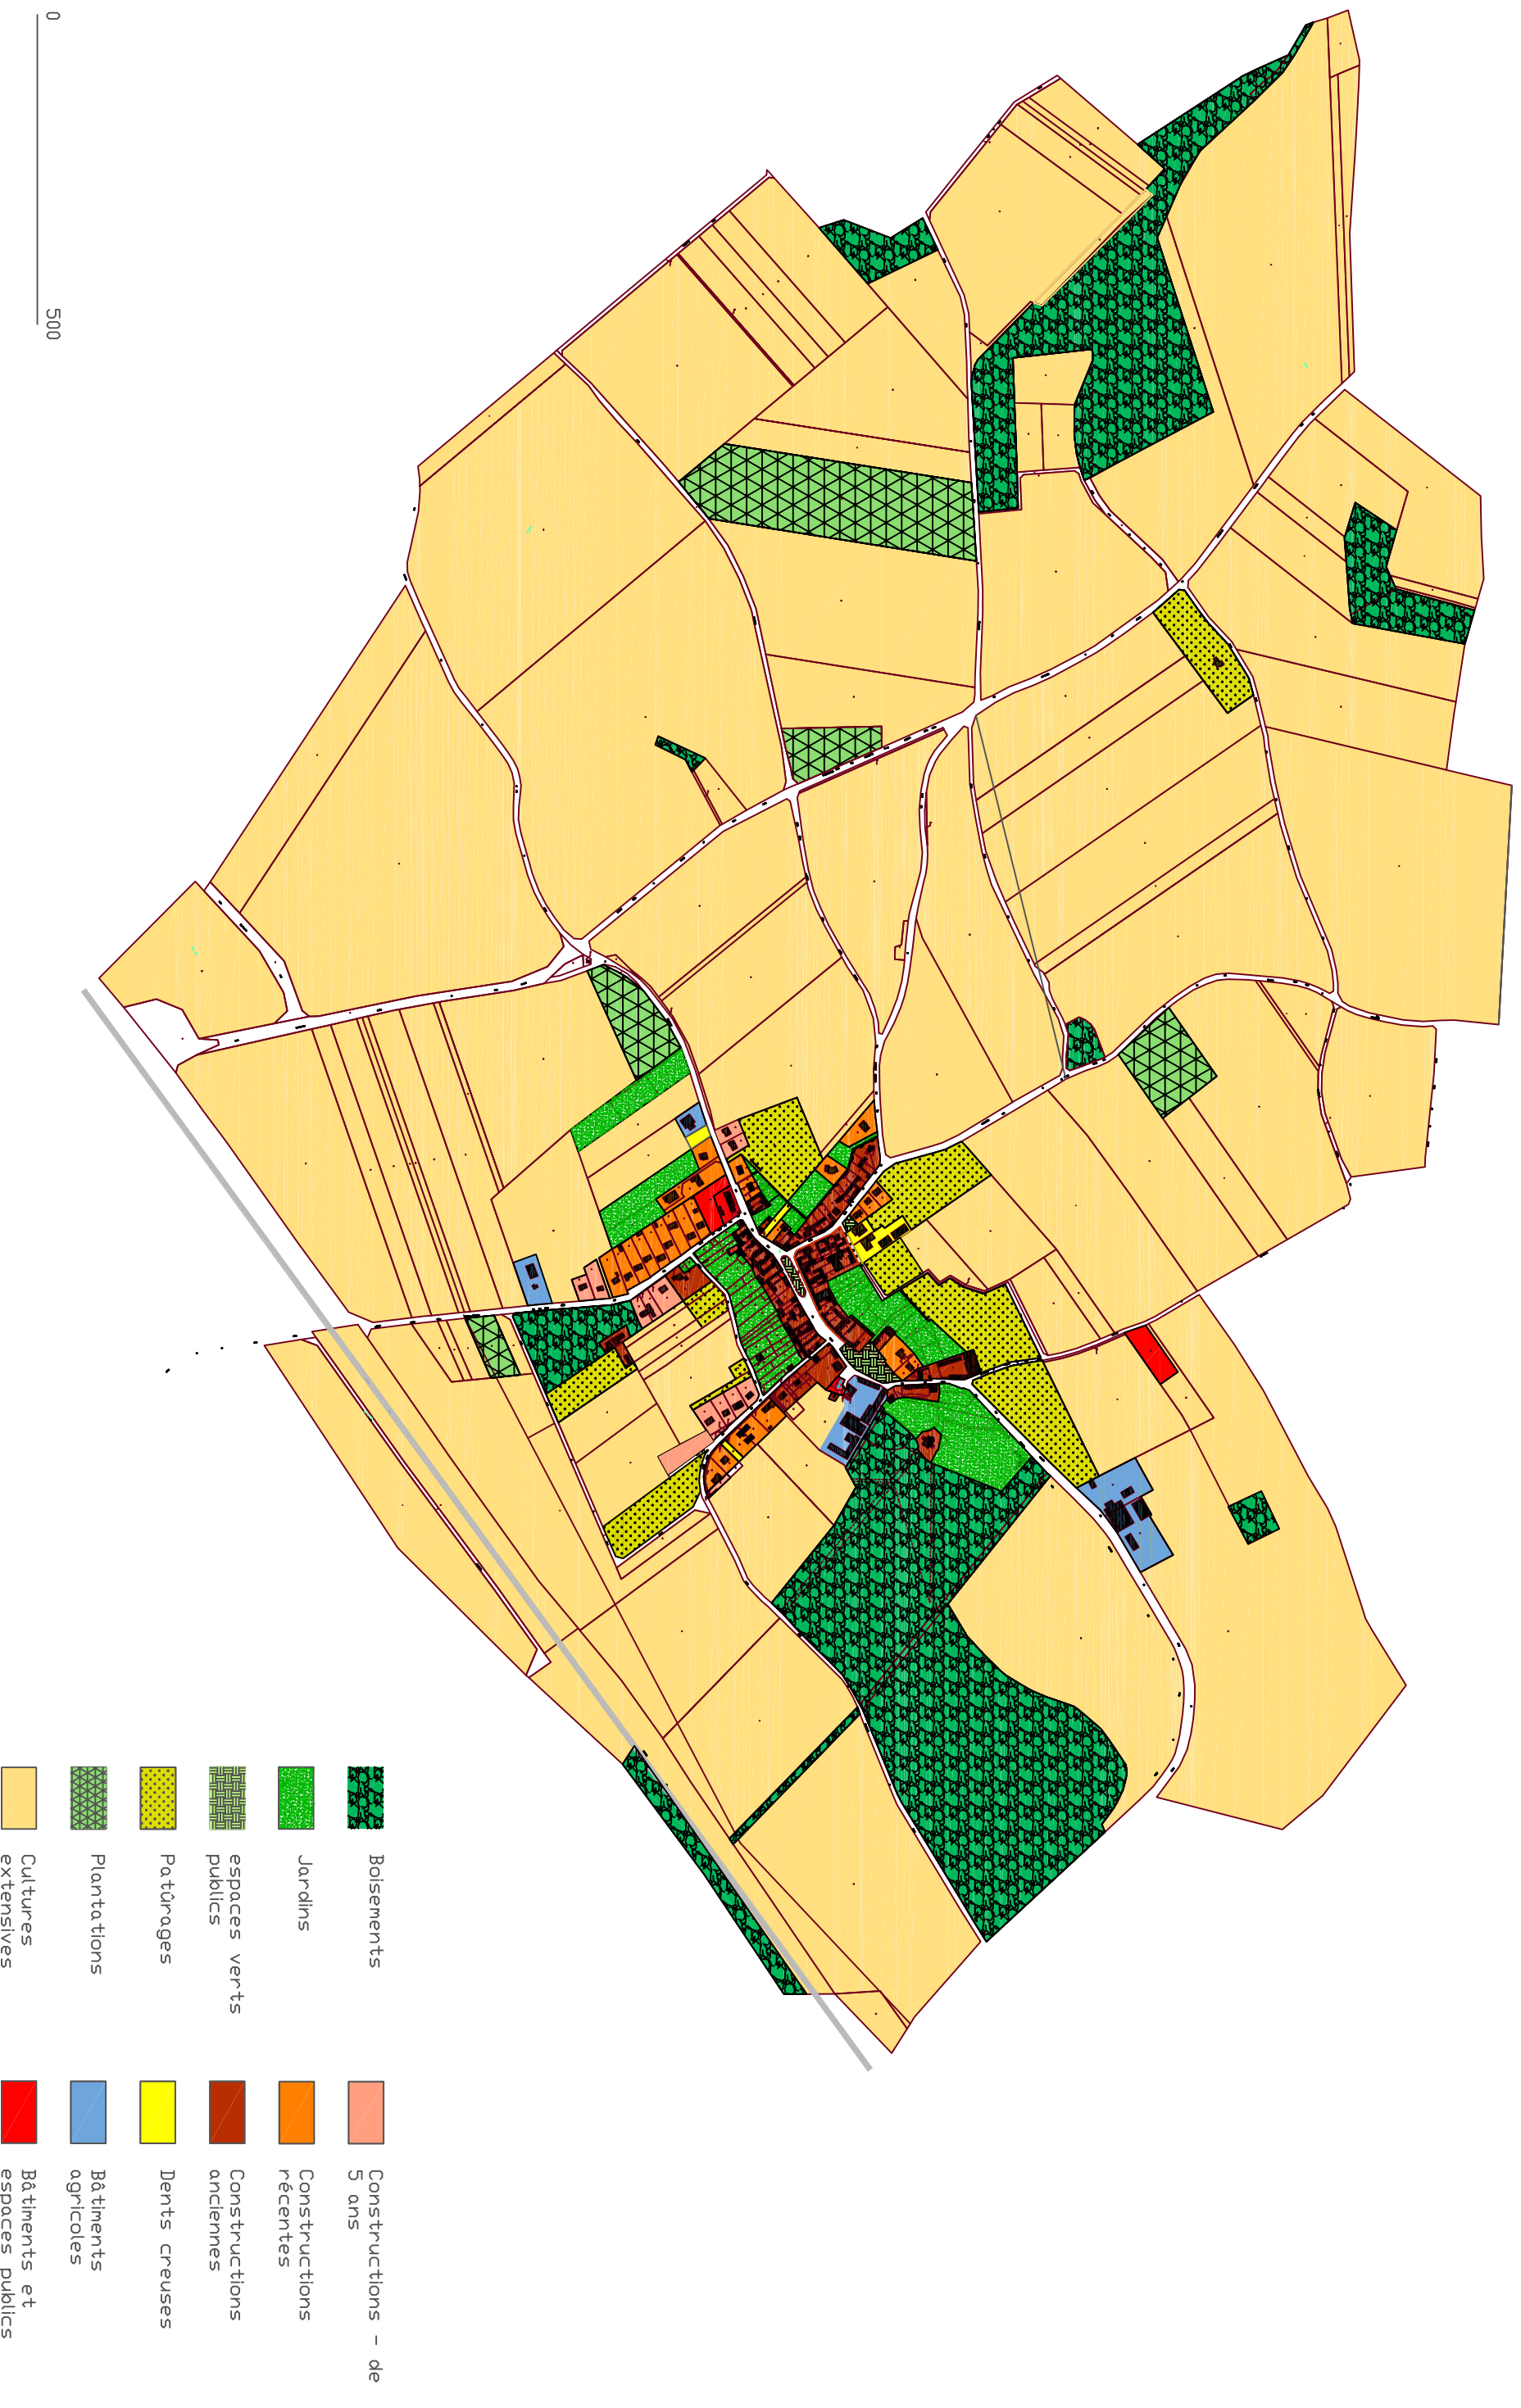 0
500
Boisements
Jardins
espaces verts
publics
Patûrages
Plantations
Cultures
extensives
Constructions - de
5 ans
Constructions
récentes
Constructions
anciennes
Dents creuses
Bâtiments
agricoles
Bâtiments et
espaces publics